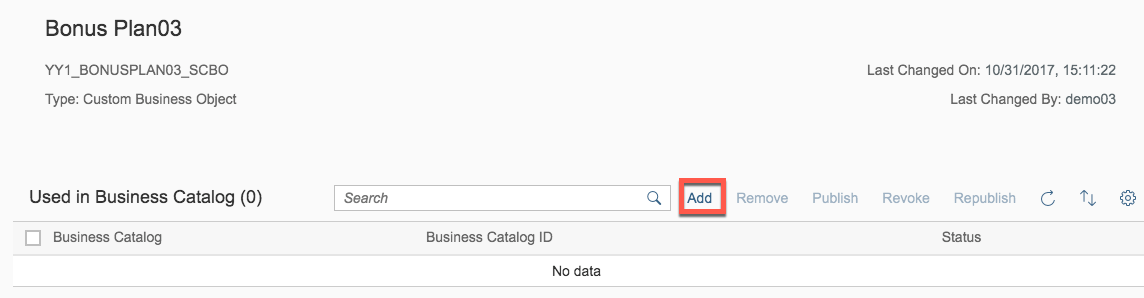 Bonus Plan03
YY1_BONUSPLAN03_SCBO
Last Changed On: 10/31/2017, 15:11:22
Type: Custom Business Object
Last Changed By: demo03
Used in Business Catalog (0) Search Add Remove Publish Revoke Republish
Business Catalog Business Catalog ID Status
No data